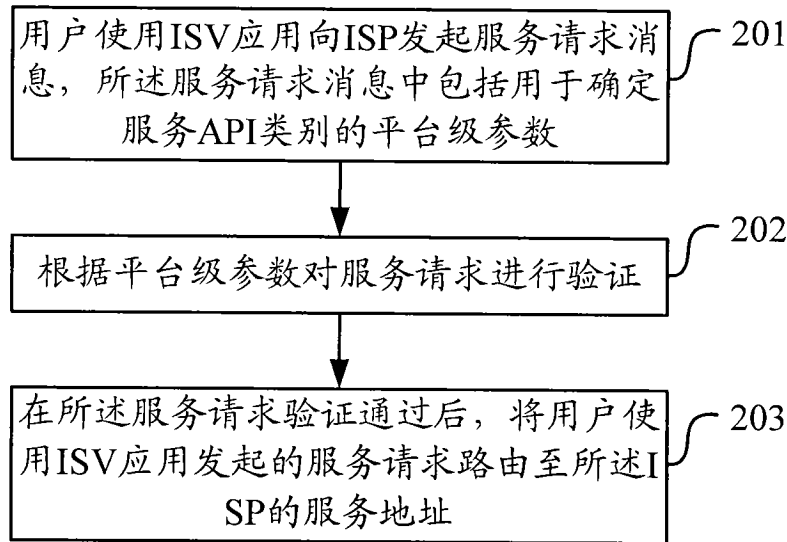 用户使用ISV应用向ISP发起服务请求消
息，所述服务请求消息中包括用于确定
服务API类别的平台级参数
201
根据平台级参数对服务请求进行验证
202
在所述服务请求验证通过后，将用户使
用ISV应用发起的服务请求路由至所述I
SP的服务地址
203